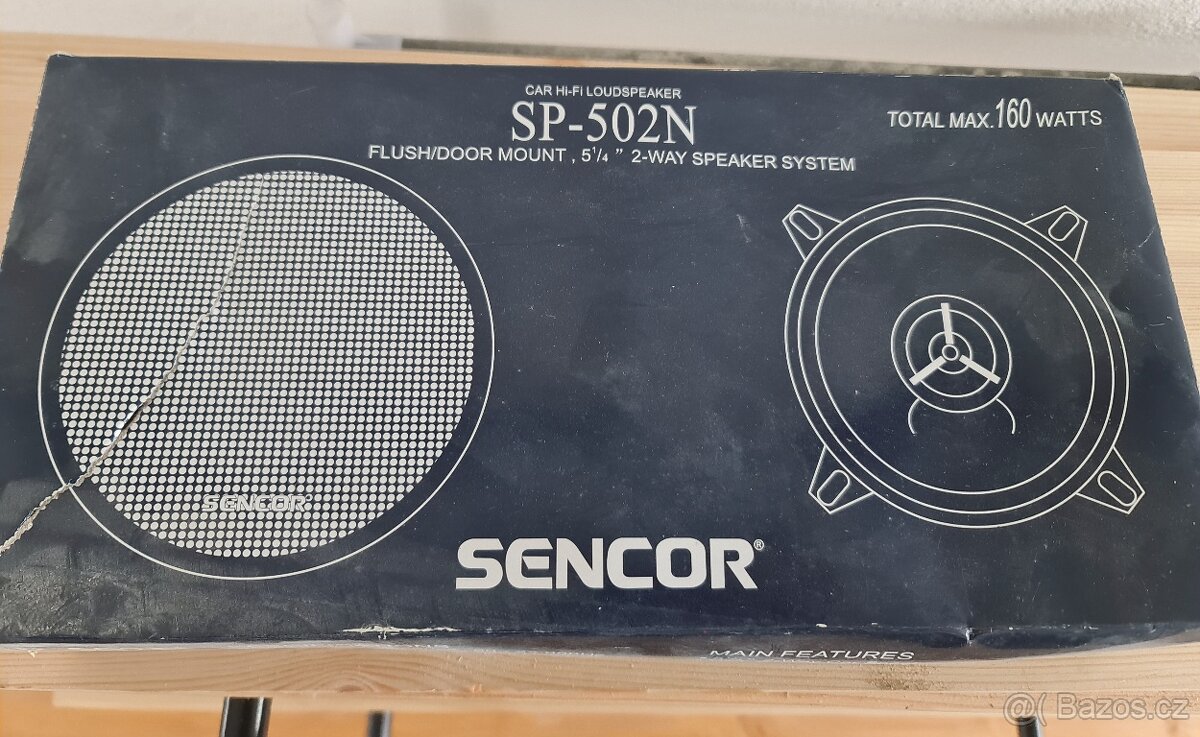 CAR Hi-Fi LOUDSPEAKER
SP-502N
TOTAL MAX.160 WATTS
FLUSH/DOOR MOUNT , 5¹/₄ " 2-WAY SPEAKER SYSTEM
SENCOR®
SENCOR®
MAIN FEATURES
@( Bazos.cz